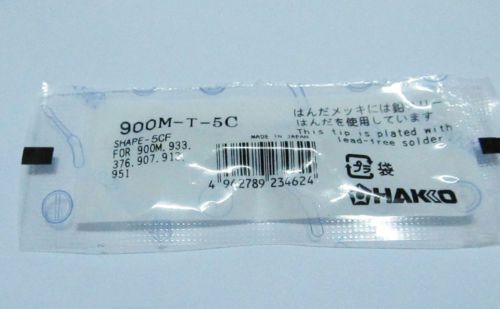 900M-T-5C
SHAPE-5CF
FOR 900M.933.
376.907.913.
951
MADE IN JAPAN
4 962789 234624
はんだメッキには鉛フリー
はんだを使用しています
This tip is plated with
lead-free solder.
プラ 袋
HAKKO